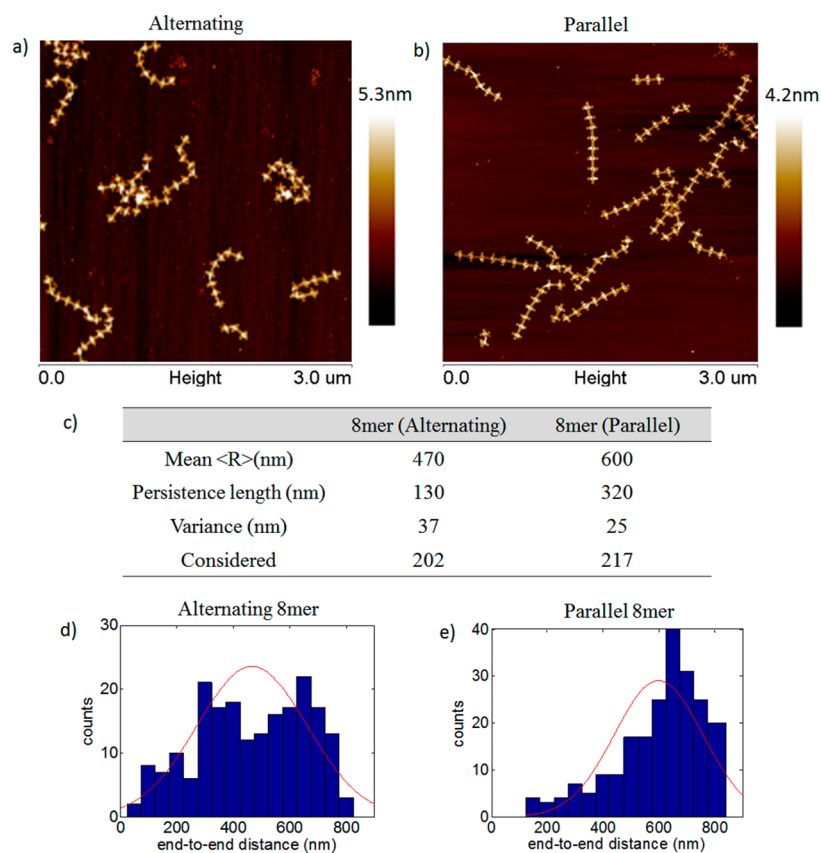 Alternating
Parallel
a)
b)
5.3nm
4.2nm
0.0 Height 3.0 um
0.0 Height 3.0 um
c)
8mer (Alternating) 8mer (Parallel)
Mean <R>(nm) 470 600
Persistence length (nm) 130 320
Variance (nm) 37 25
Considered 202 217
d)
Alternating 8mer
30
20
10
0
counts
0 200 400 600 800
end-to-end distance (nm)
e)
Parallel 8mer
40
30
20
10
0
counts
0 200 400 600 800
end-to-end distance (nm)